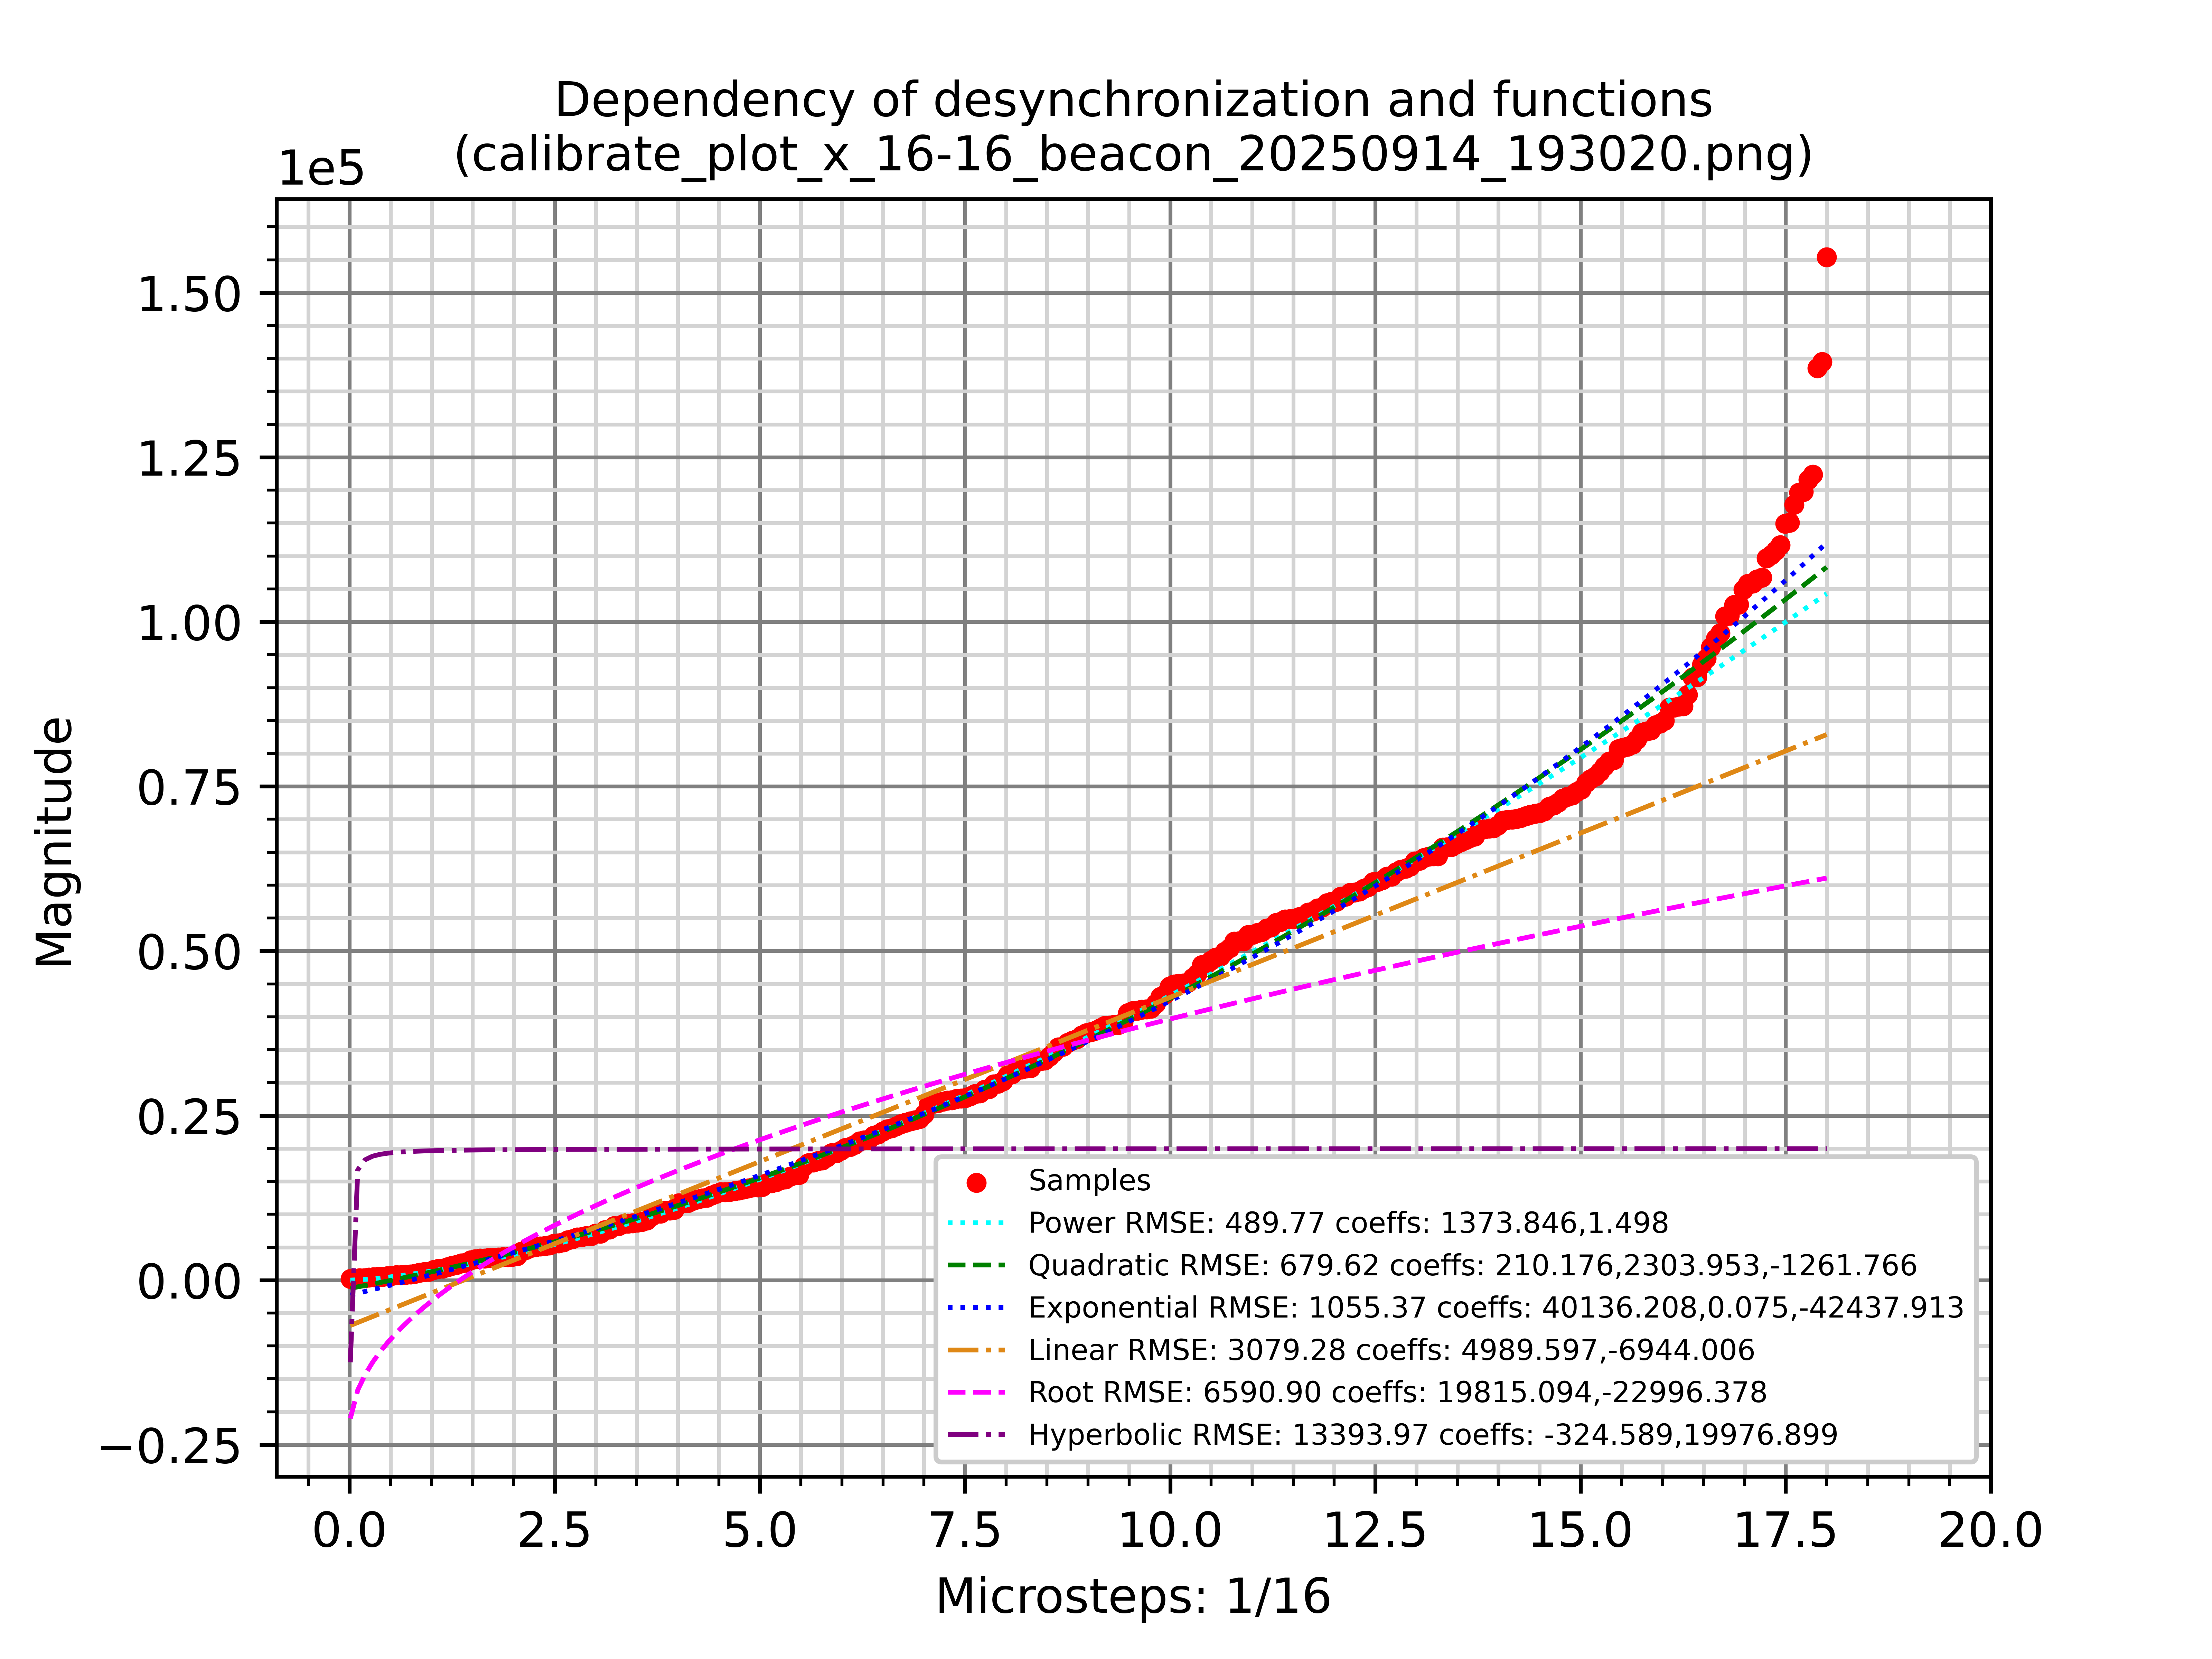 Dependency of desynchronization and functions
(calibrate_plot_x_16-16_beacon_20250914_193020.png)
1e5
1.50
1.25
1.00
0.75
0.50
0.25
0.00
−0.25
Magnitude
Samples
Power RMSE: 489.77 coeffs: 1373.846,1.498
Quadratic RMSE: 679.62 coeffs: 210.176,2303.953,-1261.766
Exponential RMSE: 1055.37 coeffs: 40136.208,0.075,-42437.913
Linear RMSE: 3079.28 coeffs: 4989.597,-6944.006
Root RMSE: 6590.90 coeffs: 19815.094,-22996.378
Hyperbolic RMSE: 13393.97 coeffs: -324.589,19976.899
0.0 2.5 5.0 7.5 10.0 12.5 15.0 17.5 20.0
Microsteps: 1/16